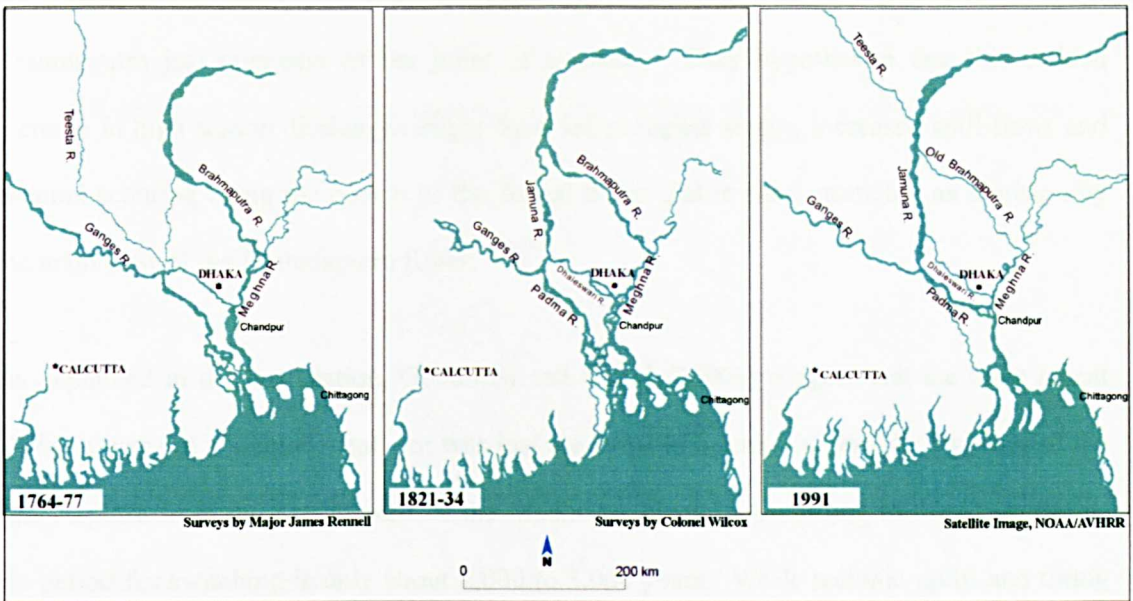 Teesta R.
Brahmaputra R.
Ganges R.
DHAKA
Meghna R.
Chandpur
CALCUTTA
Chittagong
1764-77
Surveys by Major James Rennell
Jamuna R.
Brahmaputra R.
Ganges R.
Dhaleswari R.
DHAKA
Meghna R.
Padma R.
Chandpur
CALCUTTA
Chittagong
1821-34
Surveys by Colonel Wilcox
Teesa R.
Old Brahmaputra R.
Jamuna R.
Ganges R.
Dhaleswari R.
DHAKA
Meghna R.
Padma R.
Chandpur
CALCUTTA
Chittagong
1991
Satellite Image, NOAA/AVHRR
N
0 200 km